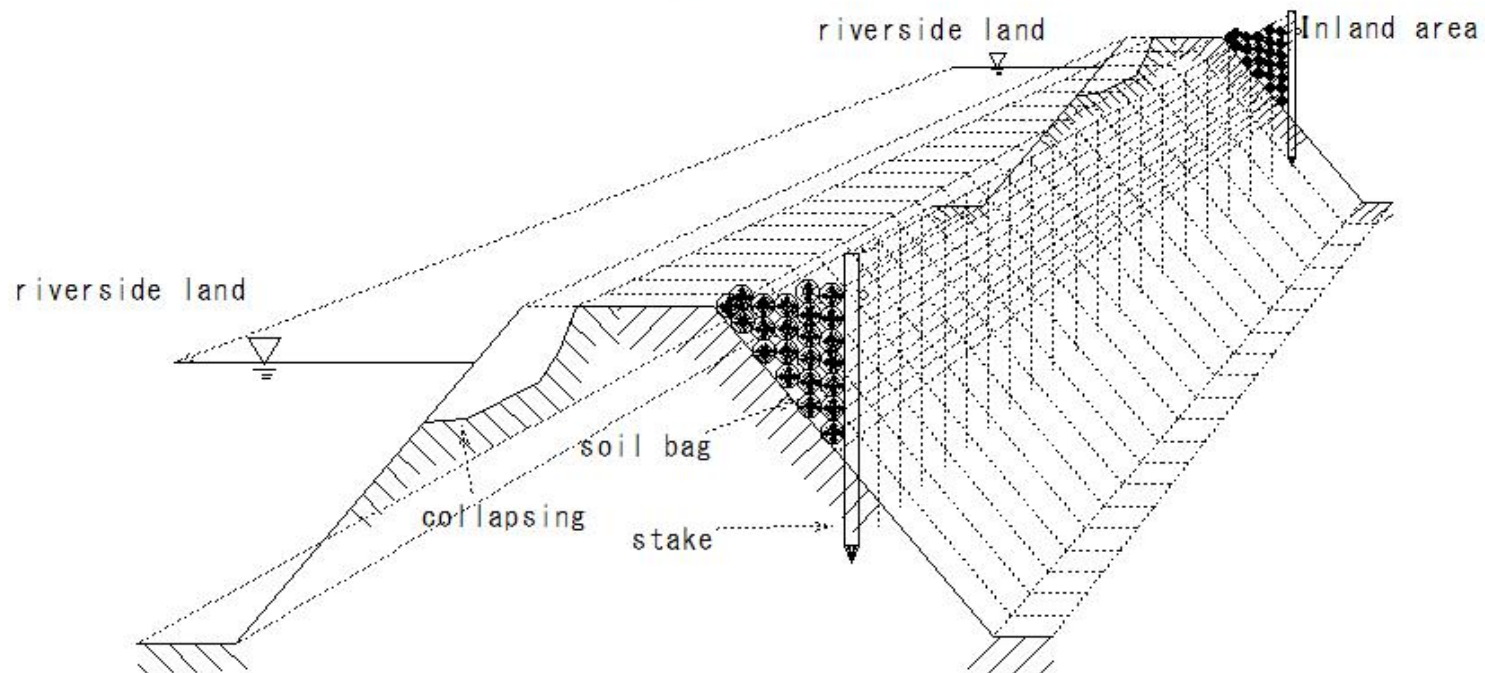 riverside land
Inland area
riverside land
soil bag
collapsing
stake